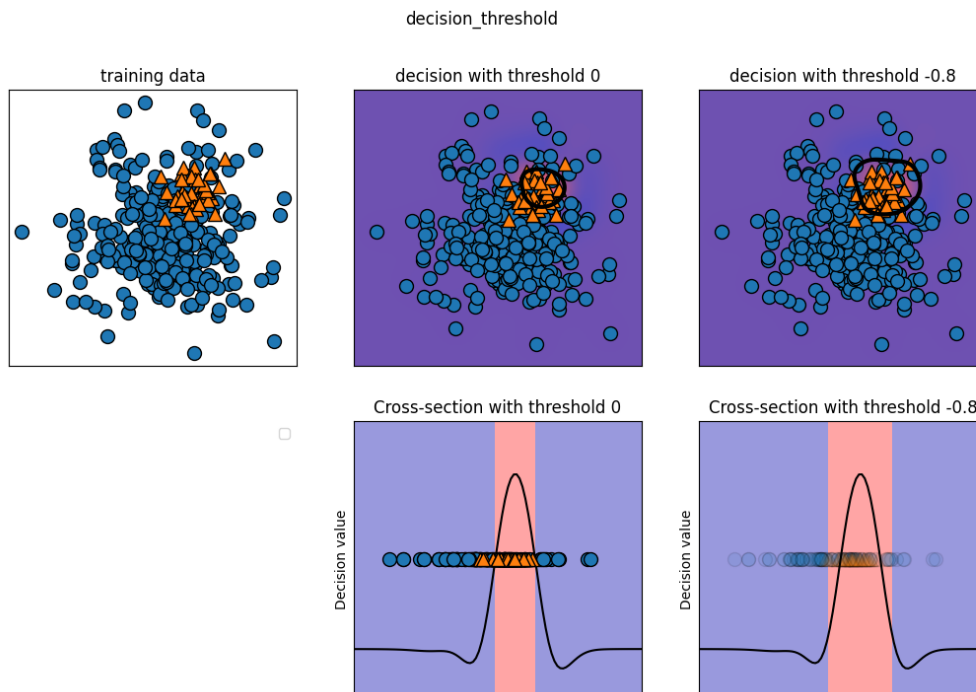 decision_threshold
training data
decision with threshold 0
decision with threshold -0.8
Cross-section with threshold 0
Cross-section with threshold -0.8
Decision value
Decision value